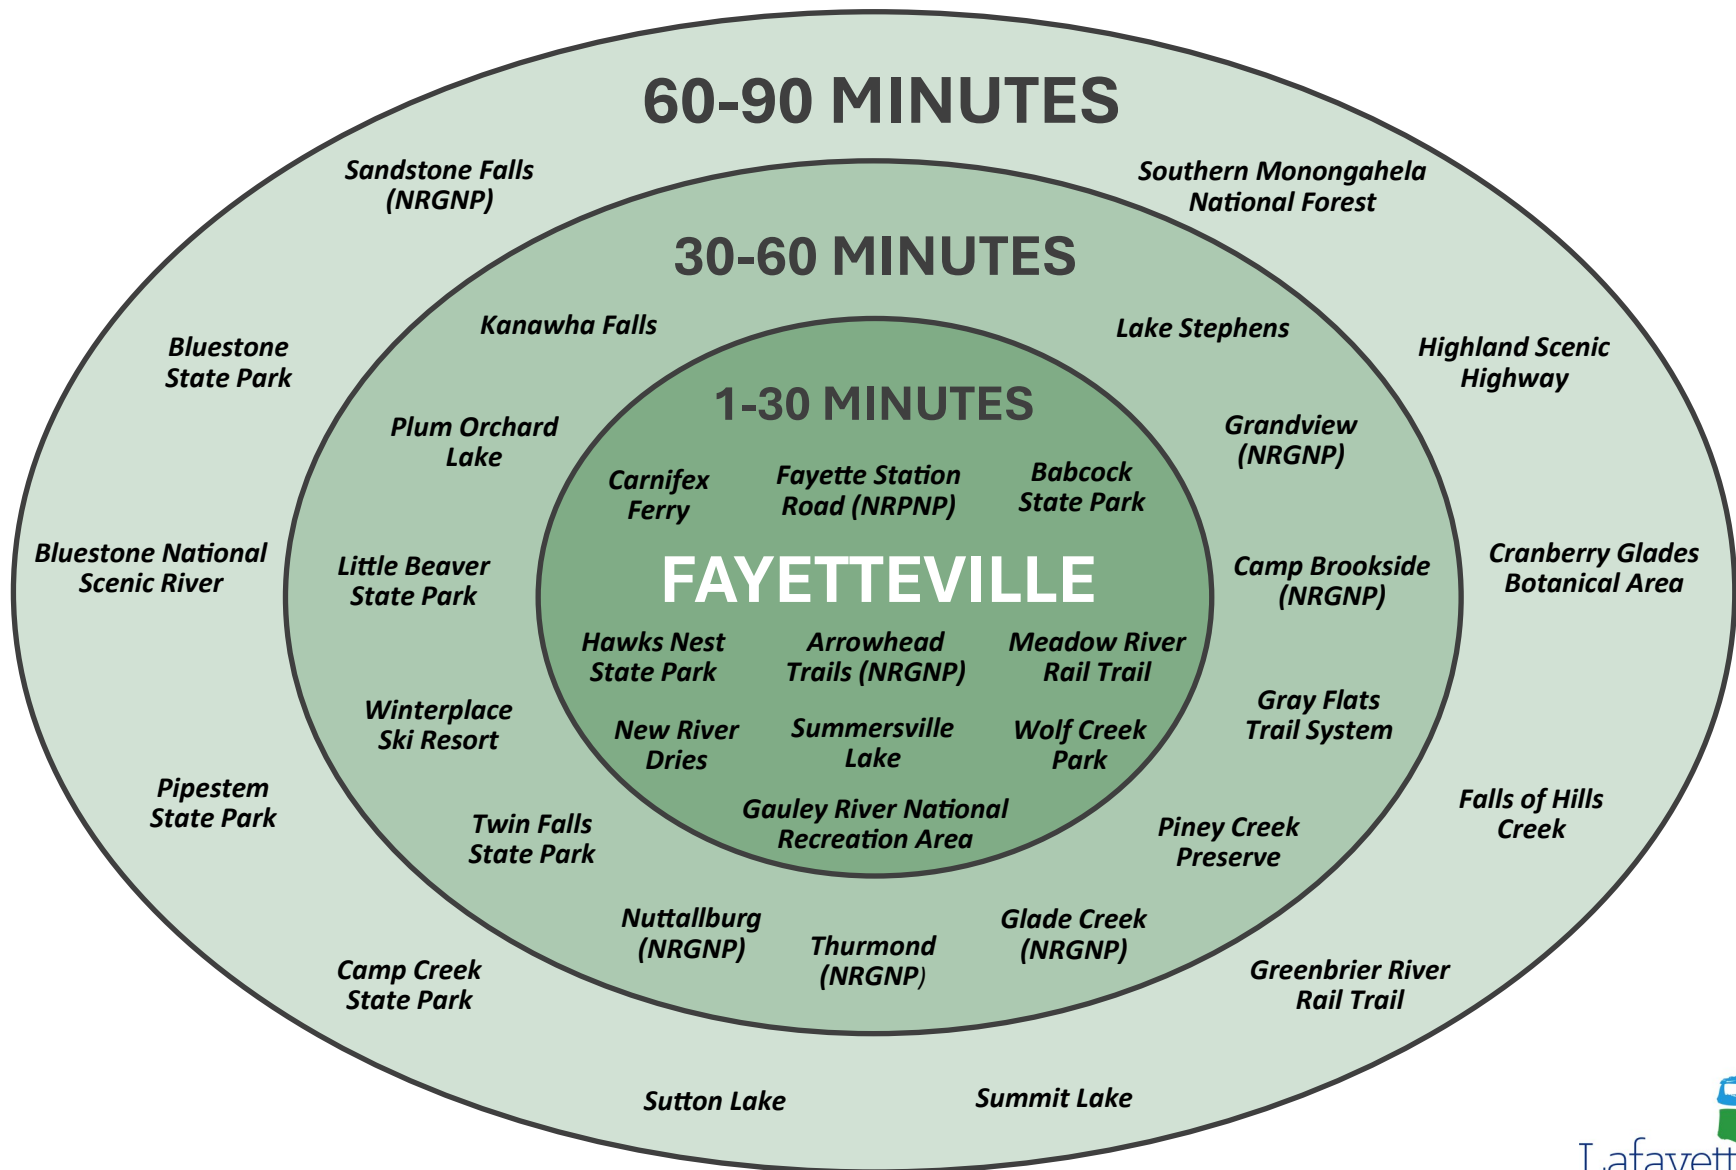 60-90 MINUTES
Sandstone Falls
(NRGNP)
Southern Monongahela
National Forest
30-60 MINUTES
Kanawha Falls
Lake Stephens
Bluestone
State Park
Highland Scenic
Highway
1-30 MINUTES
Plum Orchard
Lake
Grandview
(NRGNP)
Carnifex
Ferry
Fayette Station
Road (NRPNP)
Babcock
State Park
Bluestone National
Scenic River
Little Beaver
State Park
FAYETTEVILLE
Camp Brookside
(NRGNP)
Cranberry Glades
Botanical Area
Hawks Nest
State Park
Arrowhead
Trails (NRGNP)
Meadow River
Rail Trail
Winterplace
Ski Resort
New River
Dries
Summersville
Lake
Wolf Creek
Park
Gray Flats
Trail System
Pipestem
State Park
Twin Falls
State Park
Gauley River National
Recreation Area
Piney Creek
Preserve
Falls of Hills
Creek
Nuttallburg
(NRGNP)
Thurmond
(NRGNP)
Glade Creek
(NRGNP)
Camp Creek
State Park
Greenbrier River
Rail Trail
Sutton Lake
Summit Lake